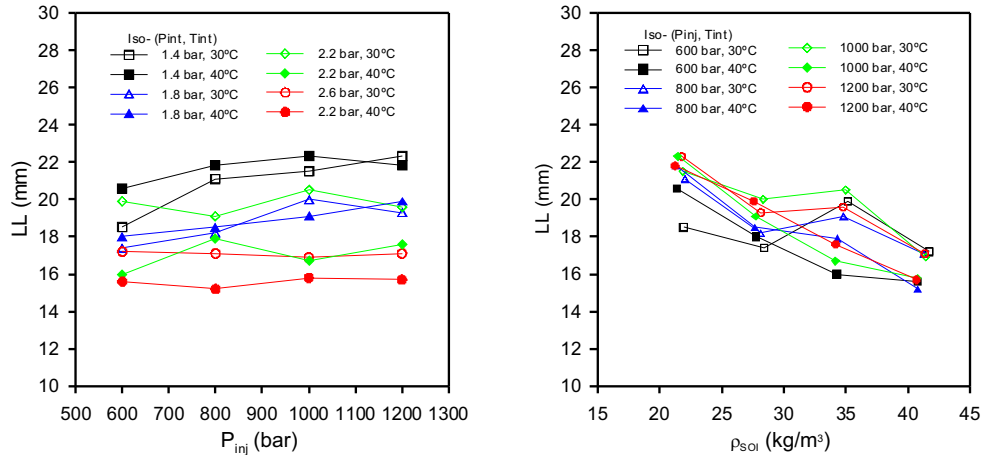 Iso- (Pint, Tint)
1.4 bar, 30ºC
1.4 bar, 40ºC
1.8 bar, 30ºC
1.8 bar, 40ºC
2.2 bar, 30ºC
2.2 bar, 40ºC
2.6 bar, 30ºC
2.2 bar, 40ºC
LL (mm)
30
28
26
24
22
20
18
16
14
12
10
500 600 700 800 900 1000 1100 1200 1300
P_inj (bar)
Iso- (Pinj, Tint)
600 bar, 30ºC
600 bar, 40ºC
800 bar, 30ºC
800 bar, 40ºC
1000 bar, 30ºC
1000 bar, 40ºC
1200 bar, 30ºC
1200 bar, 40ºC
LL (mm)
30
28
26
24
22
20
18
16
14
12
10
15 20 25 30 35 40 45
ρSOI (kg/m³)